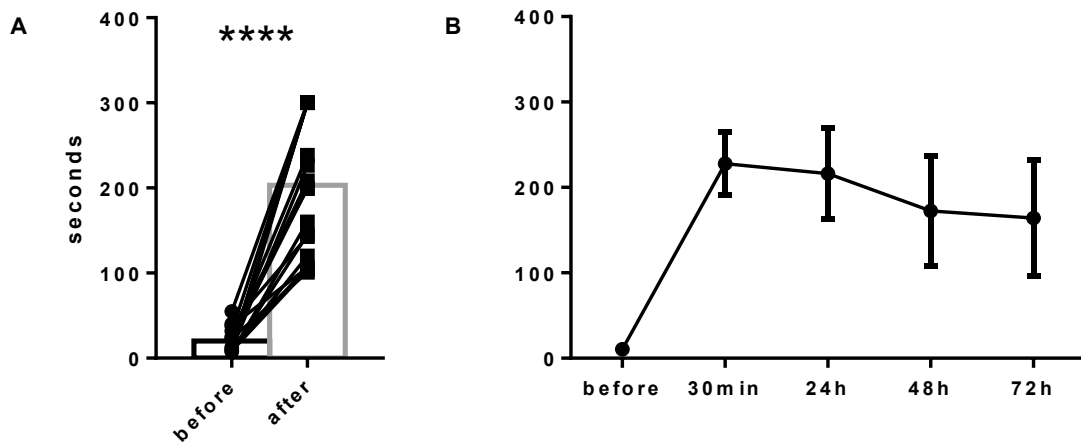 A
****
seconds
400
300
200
100
0
before
after
B
400
300
200
100
0
before
30min
24h
48h
72h